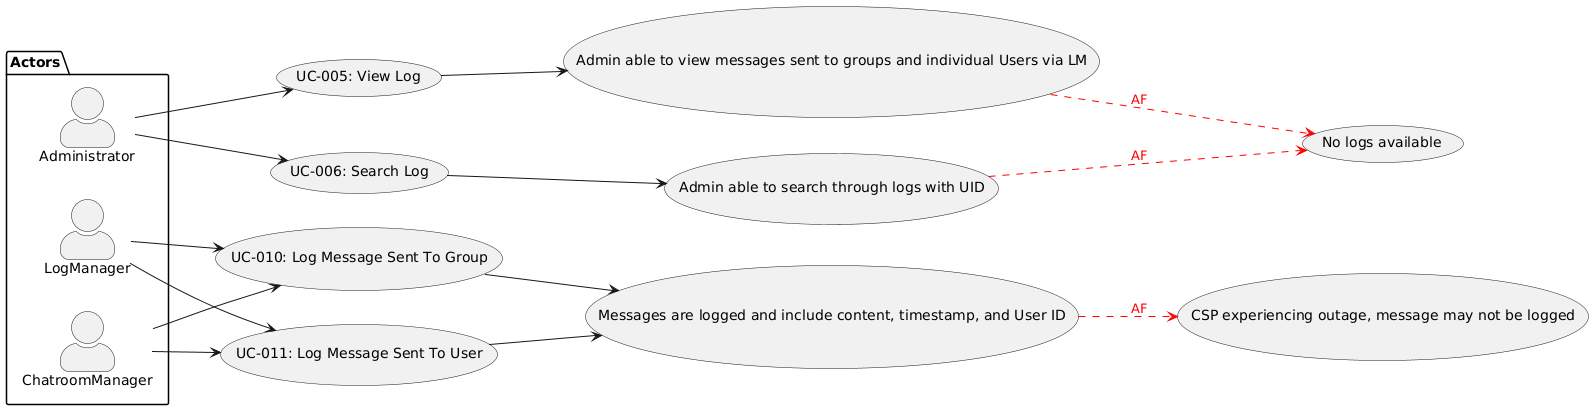 Actors
Administrator
LogManager
ChatroomManager
UC-005: View Log
UC-006: Search Log
UC-010: Log Message Sent To Group
UC-011: Log Message Sent To User
Admin able to view messages sent to groups and individual Users via LM
Admin able to search through logs with UID
Messages are logged and include content, timestamp, and User ID
AF
AF
AF
No logs available
CSP experiencing outage, message may not be logged